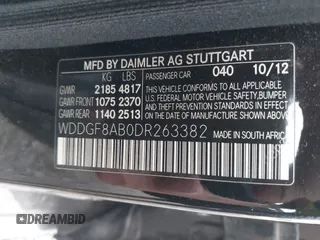 MFG.BY DAIMLER AG STUTTGART
KG LBS PASSENGER CAR 040 10/12
GVWR 2185 4817
GAWR FRONT 1075 2370
GAWR REAR 1140 2513
THIS VEHICLE CONFORMS TO ALL APPLICABLE
U.S. FEDERAL MOTOR VEHICLE SAFETY, BUMPER,
AND THEFT PREVENTION STANDARDS IN EFFECT ON
THE DATE OF MANUFACTURE SHOWN ABOVE.
WDDGF8AB0DR263382
MADE IN SOUTH AFRICA
DREAMBID